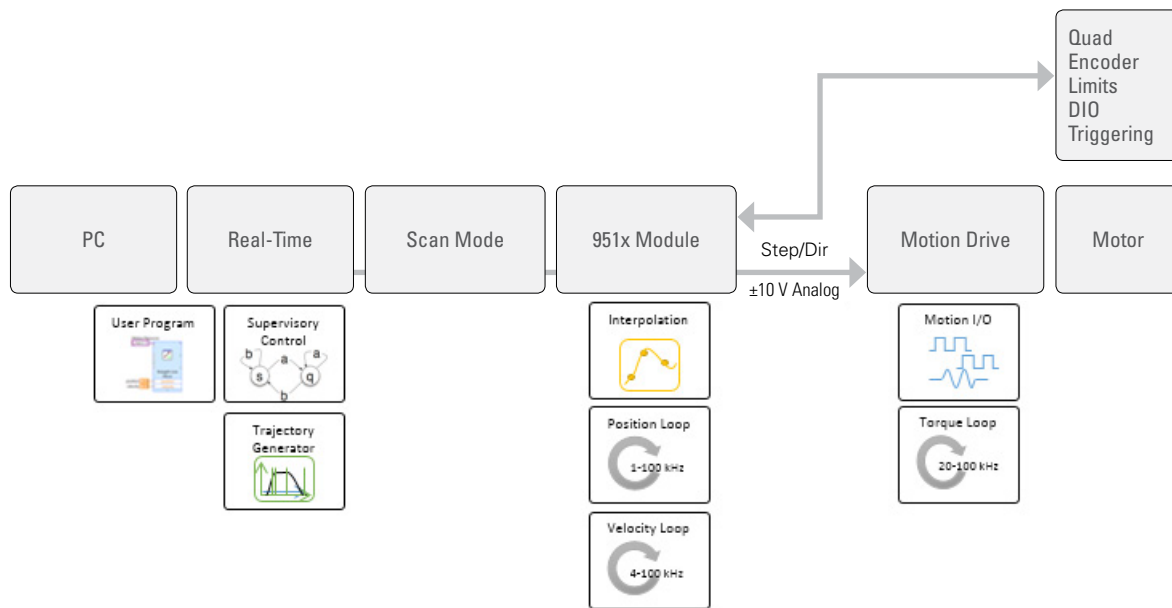 Quad
Encoder
Limits
DIO
Triggering
PC
Real-Time
Scan Mode
951x Module
Step/Dir
±10 V Analog
Motion Drive
Motor
User Program
Supervisory
Control
b
a
a
s
q
b
Trajectory
Generator
Interpolation
Position Loop
1-100 kHz
Velocity Loop
4-100 kHz
Motion I/O
Torque Loop
20-100 kHz